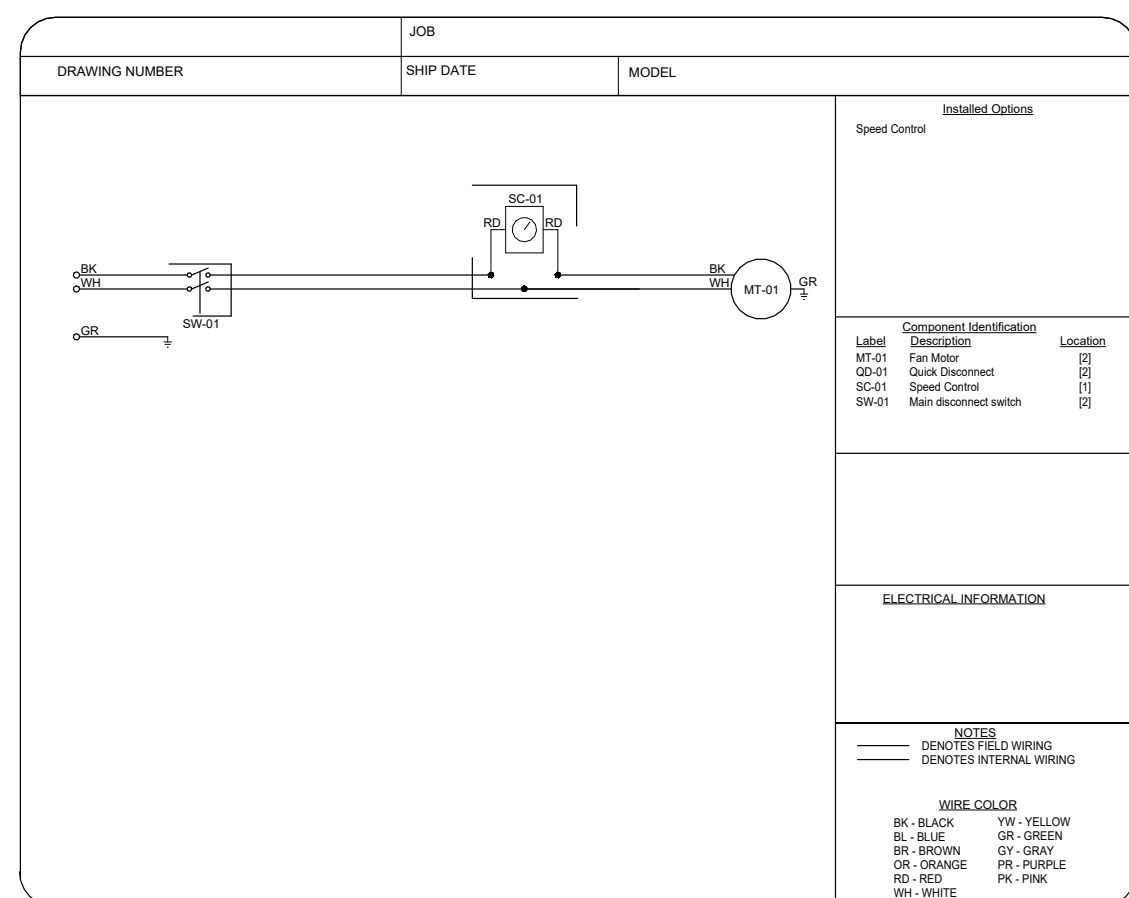 JOB
DRAWING NUMBER
SHIP DATE
MODEL
Installed Options
Speed Control
SC-01
RD RD
BK
WH
SW-01
GR
BK
WH
MT-01
GR
Component Identification
Label Description Location
MT-01 Fan Motor [2]
QD-01 Quick Disconnect [2]
SC-01 Speed Control [1]
SW-01 Main disconnect switch [2]
ELECTRICAL INFORMATION
NOTES
DENOTES FIELD WIRING
DENOTES INTERNAL WIRING
WIRE COLOR
BK - BLACK YW - YELLOW
BL - BLUE GR - GREEN
BR - BROWN GY - GRAY
OR - ORANGE PR - PURPLE
RD - RED PK - PINK
WH - WHITE